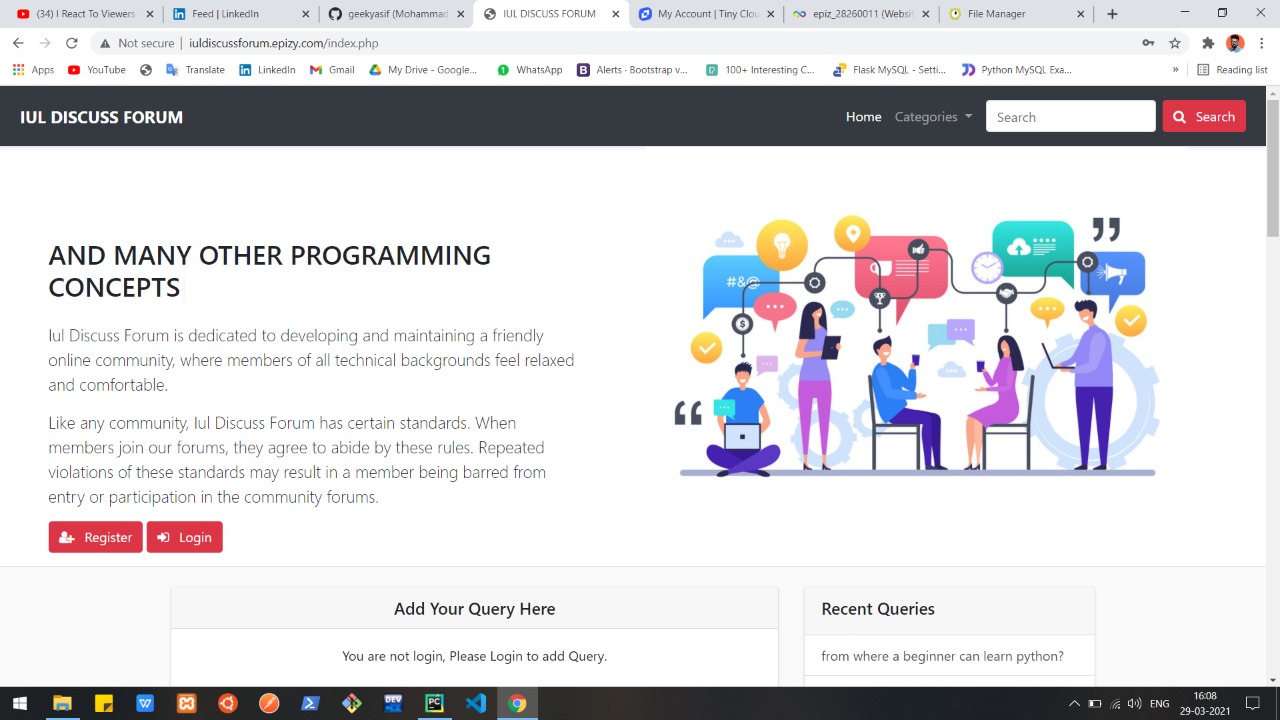 (34) I React To Viewers
Feed | LinkedIn
geekyasif (Mohammad
IUL DISCUSS FORUM
My Account | Tiny Clou
epiz_28260011 (Websit
File Manager
Not secure | iuldiscussforum.epizy.com/index.php
Apps
YouTube
Translate
LinkedIn
Gmail
My Drive - Google...
WhatsApp
Alerts · Bootstrap v...
100+ Interesting C...
Flask MySQL - Setti...
Python MySQL Exa...
»
Reading list
IUL DISCUSS FORUM
Home
Categories
Search
Search
AND MANY OTHER PROGRAMMING
CONCEPTS
Iul Discuss Forum is dedicated to developing and maintaining a friendly
online community, where members of all technical backgrounds feel relaxed
and comfortable.
Like any community, Iul Discuss Forum has certain standards. When
members join our forums, they agree to abide by these rules. Repeated
violations of these standards may result in a member being barred from
entry or participation in the community forums.
Register
Login
#&@
Add Your Query Here
You are not login, Please Login to add Query.
Recent Queries
from where a beginner can learn python?
ENG
16:08
29-03-2021